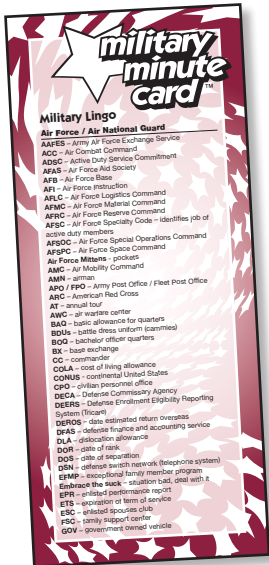 military
minute
card™
Military Lingo
Air Force / Air National Guard
AAFES – Army Air Force Exchange Service
ACC – Air Combat Command
ADSC – Active Duty Service Commitment
AFAS – Air Force Aid Society
AFB – Air Force Base
AFI – Air Force Instruction
AFLC – Air Force Logistics Command
AFMC – Air Force Material Command
AFRC – Air Force Reserve Command
AFSC – Air Force Specialty Code – identifies job of
active duty members
AFSOC – Air Force Special Operations Command
AFSPC – Air Force Space Command
Air Force Mittens - pockets
AMC – Air Mobility Command
AMN – airman
APO / FPO – Army Post Office / Fleet Post Office
ARC – American Red Cross
AT – annual tour
AWC – air warfare center
BAQ – basic allowance for quarters
BDUs – battle dress uniform (cammies)
BOQ – bachelor officer quarters
BX – base exchange
CC – commander
COLA – cost of living allowance
CONUS - continental United States
CPO – civilian personnel office
DECA – Defense Commissary Agency
DEERS – Defense Enrollment Eligibility Reporting
System (Tricare)
DEROS – date estimated return overseas
DFAS – defense finance and accounting service
DLA – dislocation allowance
DOR – date of rank
DOS – date of separation
DSN – defense switch network (telephone system)
EFMP – exceptional family member program
Embrace the suck – situation bad, deal with it
EPR – enlisted performance report
ETS – expiration of term of service
ESC – enlisted spouses club
FSC – family support center
GOV – government owned vehicle